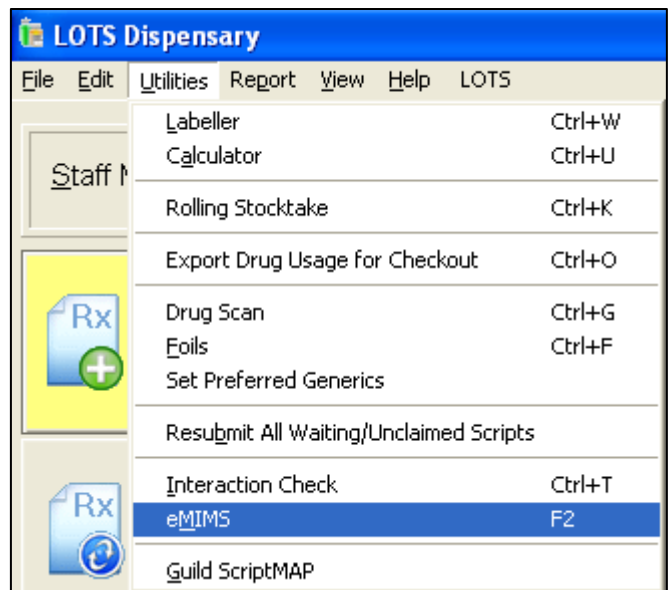 LOTS Dispensary
File Edit Utilities Report View Help LOTS
Labeller Ctrl+W
Calculator Ctrl+U
Staff
Rolling Stocktake Ctrl+K
Export Drug Usage for Checkout Ctrl+O
Rx
Drug Scan Ctrl+G
Foils Ctrl+F
Set Preferred Generics
Resubmit All Waiting/Unclaimed Scripts
Interaction Check Ctrl+T
Rx
eMIMS F2
Guild ScriptMAP